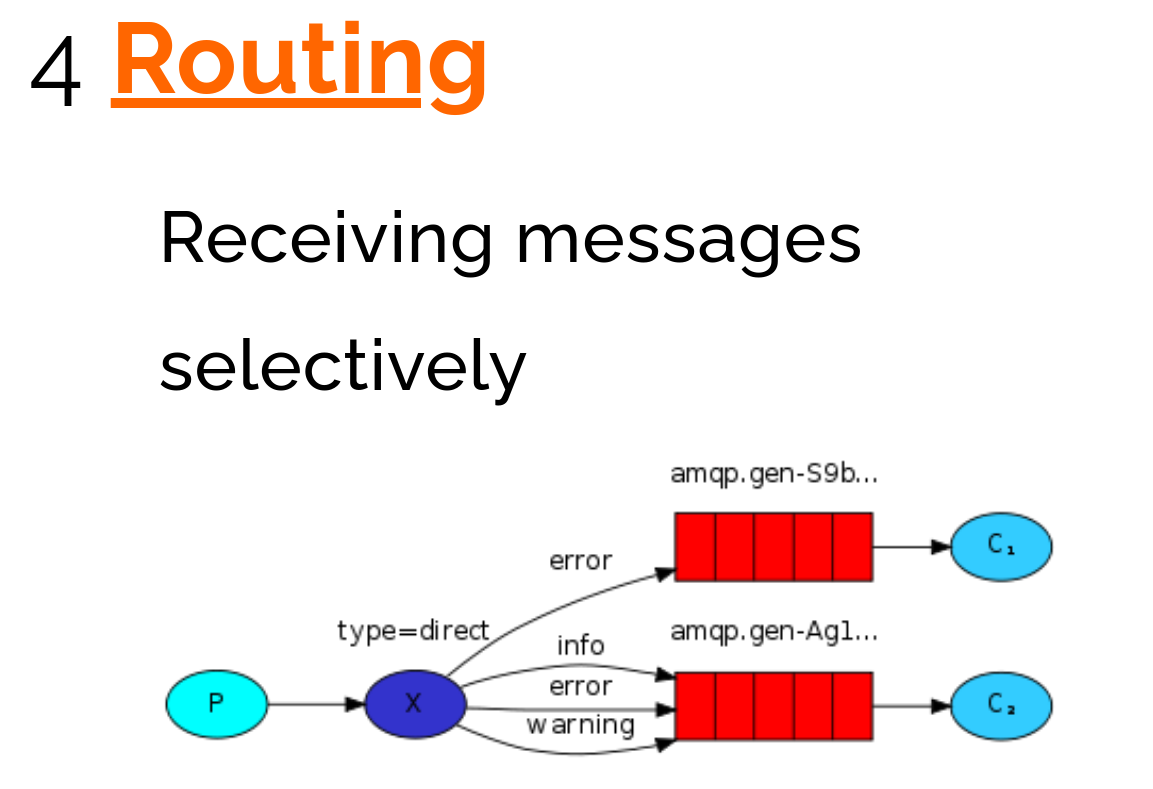 4 Routing
Receiving messages
selectively
amqp.gen-S9b...
error
C₁
type=direct
amqp.gen-Ag1...
info
error
P
X
C₂
warning